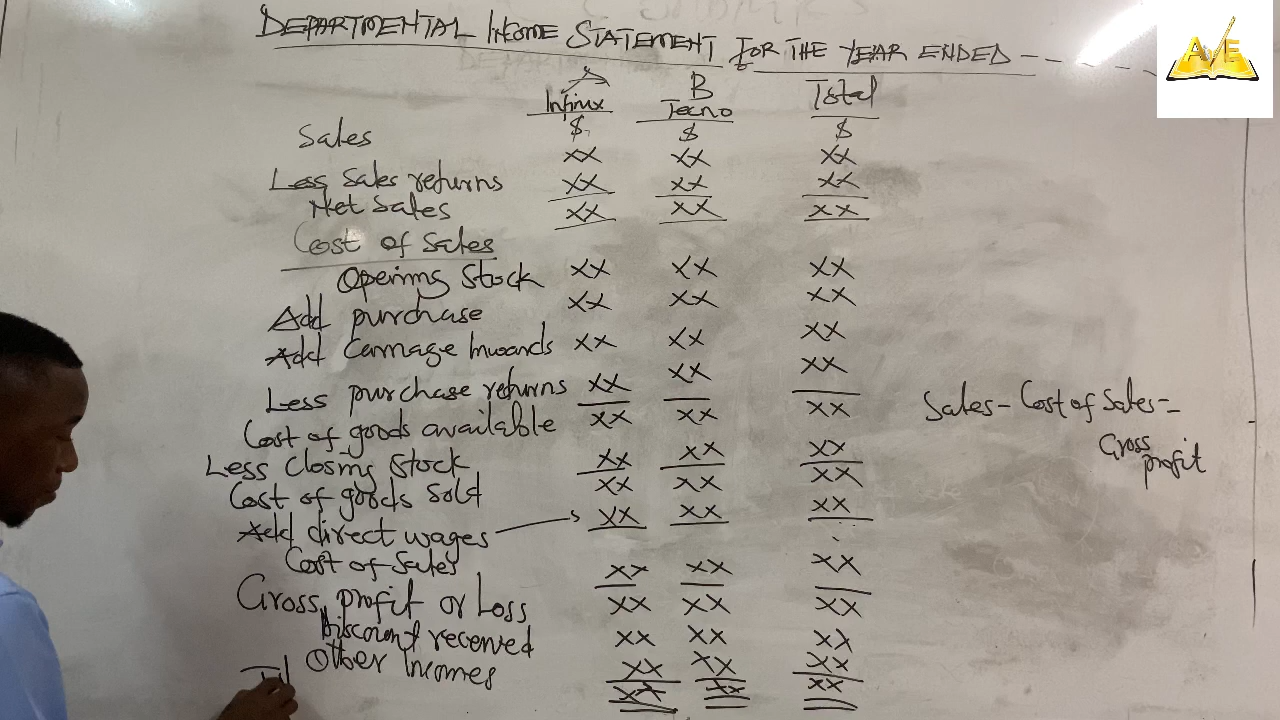 DEPARTMENTAL INCOME STATEMENT FOR THE YEAR ENDED -----
A B Total
Infinix Tecno
$ $ $
Sales xx xx xx
Less Sales returns xx xx xx
Net Sales xx xx xx
Cost of Sales
Opening Stock xx xx xx
Add purchase xx xx xx
Add Carriage Inwards xx xx xx
Less purchase returns xx xx xx
Cost of goods available xx xx xx
Less Closing Stock xx xx xx
Cost of goods Sold xx xx xx
Add direct wages → xx xx xx
Cost of Sales xx xx xx
Gross profit or Loss xx xx xx
Discount received xx xx xx
Other Incomes xx xx xx
xx xx xx
Sales - Cost of Sales =
Gross
profit
A/E